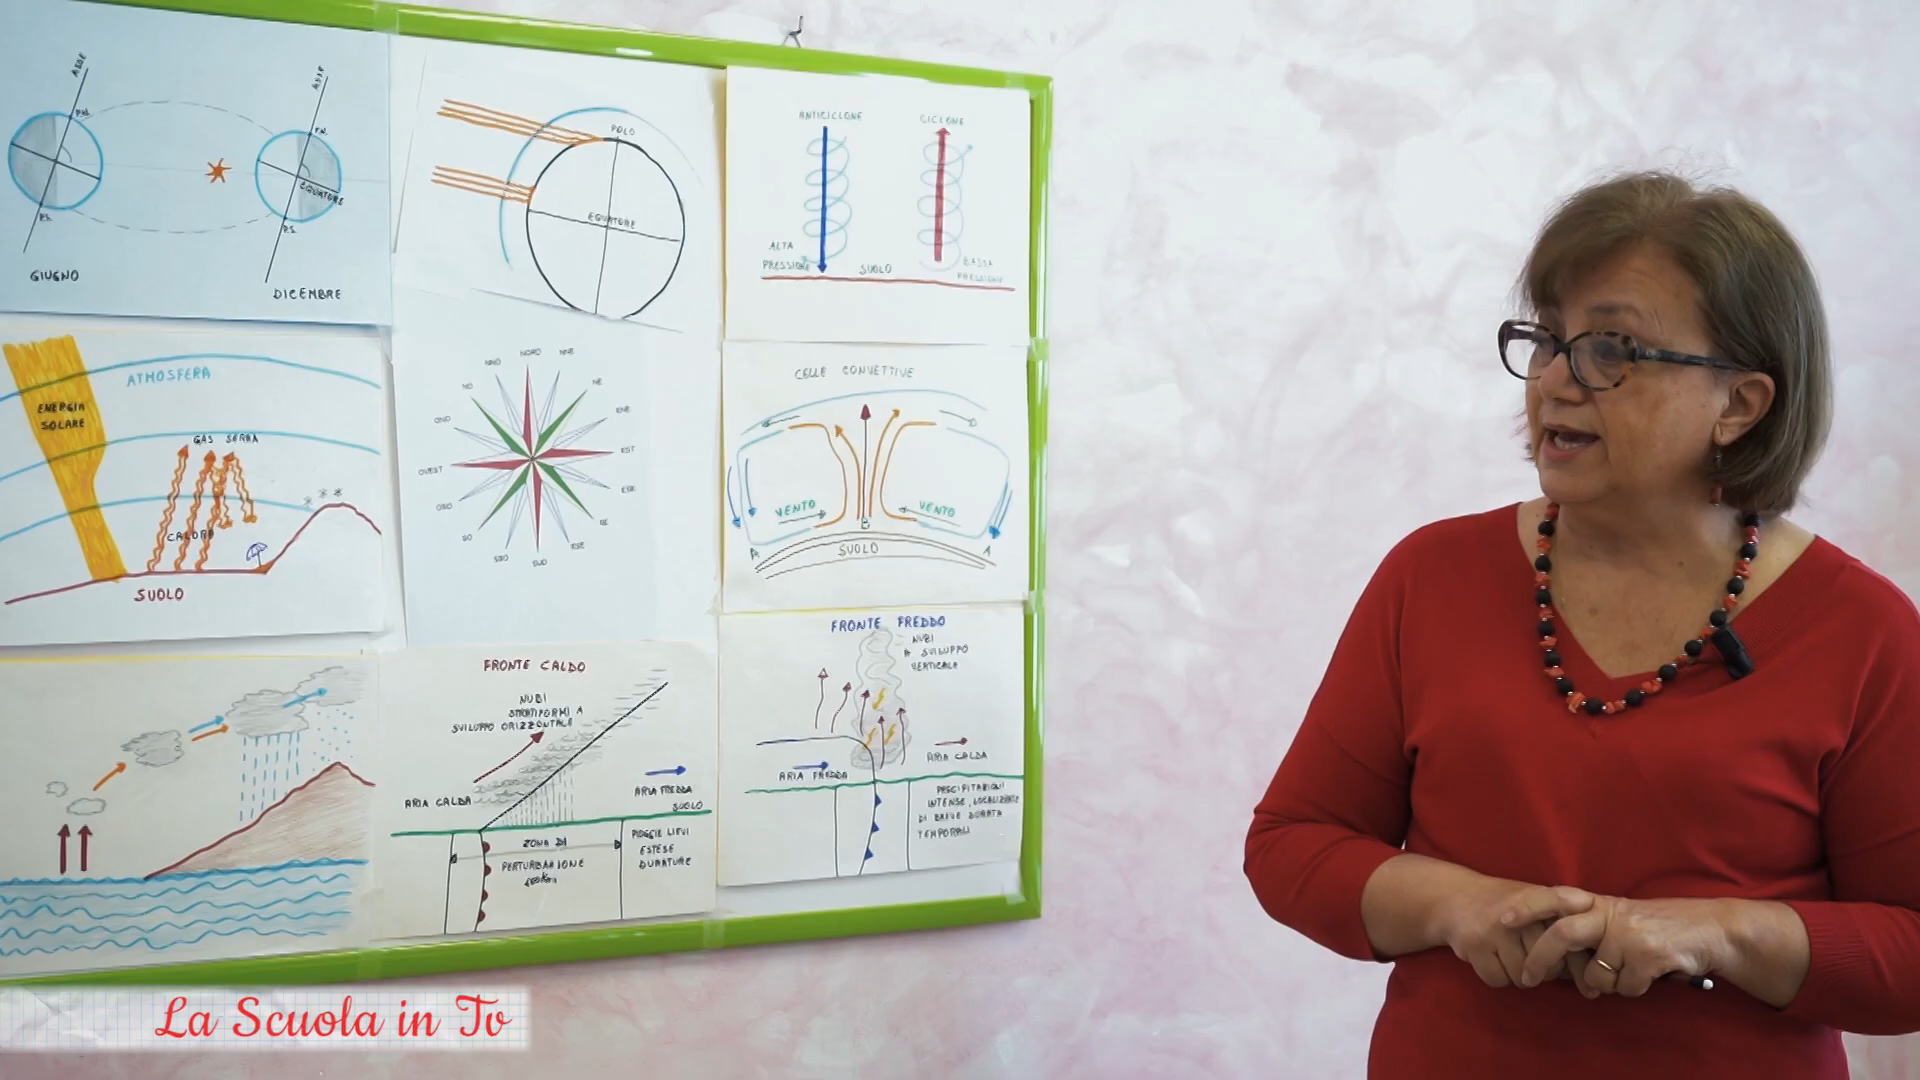 ASSE
P.N.
P.S.
GIUGNO
ASSE
P.N.
EQUATORE
P.S.
DICEMBRE
POLO
EQUATORE
ANTICICLONE
CICLONE
ALTA
PRESSIONE
SUOLO
BASSA
PRESSIONE
ATMOSFERA
ENERGIA
SOLARE
GAS SERRA
CALORE
SUOLO
NORD
NNO
NNE
NO
NE
ONO
ENE
OVEST
EST
OSO
ESE
SO
SE
SSO
SSE
SUD
CELLE CONVETTIVE
VENTO
VENTO
B
A
SUOLO
A
FRONTE CALDO
NUBI
STRATIFORMI A
SVILUPPO ORIZZONTALE
ARIA CALDA
ARIA FREDDA
SUOLO
ZONA DI
PERTURBAZIONE
PIOGGIE LIEVI
ESTESE
DURATURE
FRONTE FREDDO
NUBI
A SVILUPPO
VERTICALE
ARIA FREDDA
ARIA CALDA
PRECIPITAZIONI
INTENSE, LOCALIZZATE
DI BREVE DURATA
TEMPORALI
La Scuola in Tv